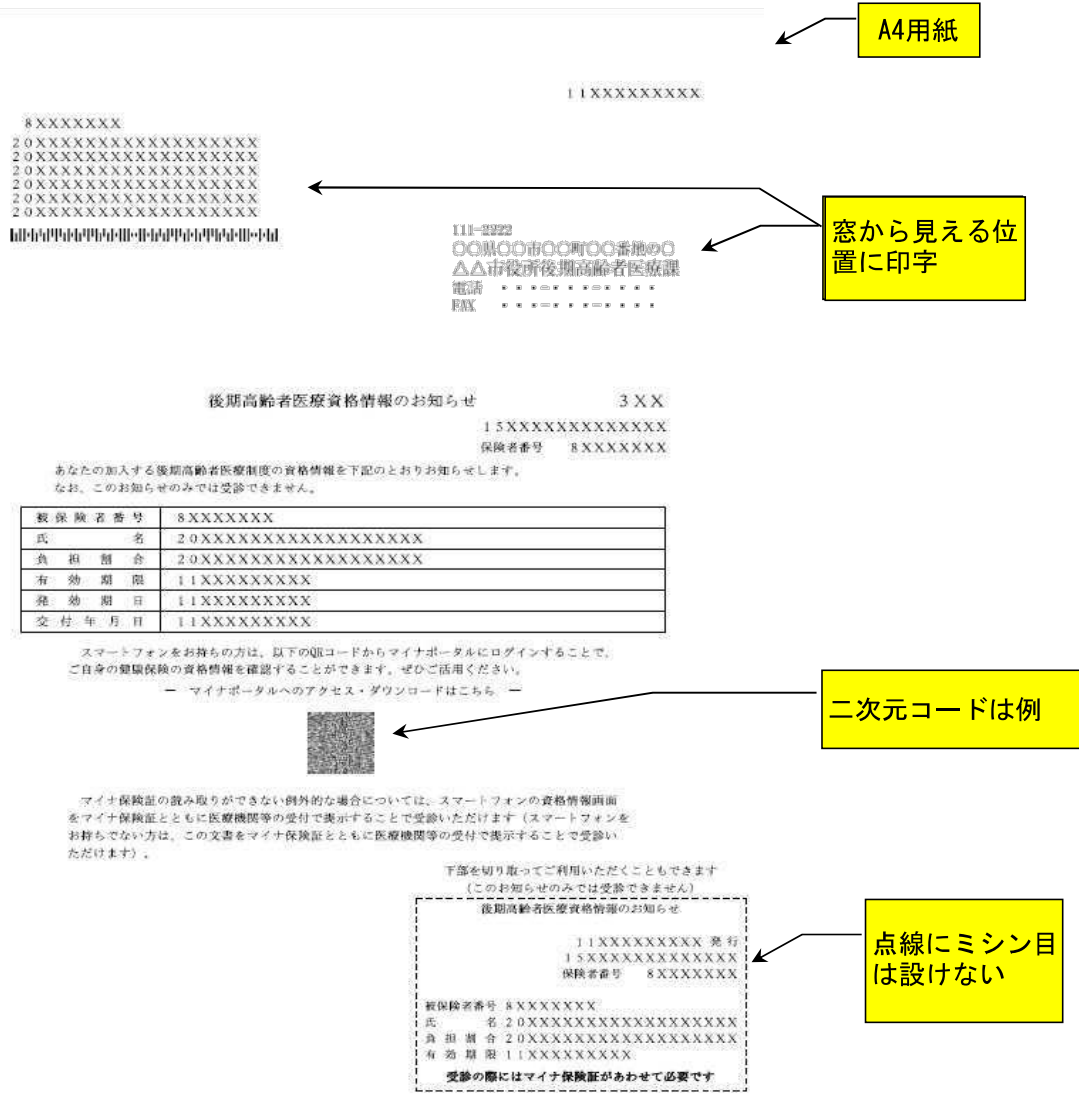 A4用紙
11XXXXXXXXX
8XXXXXXX
20XXXXXXXXXXXXXXXXXX
20XXXXXXXXXXXXXXXXXX
20XXXXXXXXXXXXXXXXXX
20XXXXXXXXXXXXXXXXXX
20XXXXXXXXXXXXXXXXXX
20XXXXXXXXXXXXXXXXXX
窓から見える位
置に印字
111-2222
〇〇県〇〇市〇〇町〇〇番地の〇
△△市役所後期高齢者医療課
電話 ・・・-・・・-・・・・
FAX ・・・-・・・-・・・・
後期高齢者医療資格情報のお知らせ 3XX
15XXXXXXXXXXXXX
保険者番号 8XXXXXXX
あなたの加入する後期高齢者医療制度の資格情報を下記のとおりお知らせします。
なお、このお知らせのみでは受診できません。
被保険者番号 8XXXXXXX
氏名 20XXXXXXXXXXXXXXXXXX
負担割合 20XXXXXXXXXXXXXXXXXX
有効期限 11XXXXXXXXX
発効期日 11XXXXXXXXX
交付年月日 11XXXXXXXXX
スマートフォンをお持ちの方は、以下のQRコードからマイナポータルにログインすることで、
ご自身の健康保険の資格情報を確認することができます。ぜひご活用ください。
ー マイナポータルへのアクセス・ダウンロードはこちら ー
二次元コードは例
マイナ保険証の読み取りができない例外的な場合については、スマートフォンの資格情報画面
をマイナ保険証とともに医療機関等の受付で提示することで受診いただけます(スマートフォンを
お持ちでない方は、この文書をマイナ保険証とともに医療機関等の受付で提示することで受診い
ただけます)。
下部を切り取ってご利用いただくこともできます
(このお知らせのみでは受診できません)
後期高齢者医療資格情報のお知らせ
11XXXXXXXXX 発行
15XXXXXXXXXXXXX
保険者番号 8XXXXXXX
点線にミシン目
は設けない
被保険者番号 8XXXXXXX
氏名 20XXXXXXXXXXXXXXXXXX
負担割合 20XXXXXXXXXXXXXXXXXX
有効期限 11XXXXXXXXX
受診の際にはマイナ保険証があわせて必要です